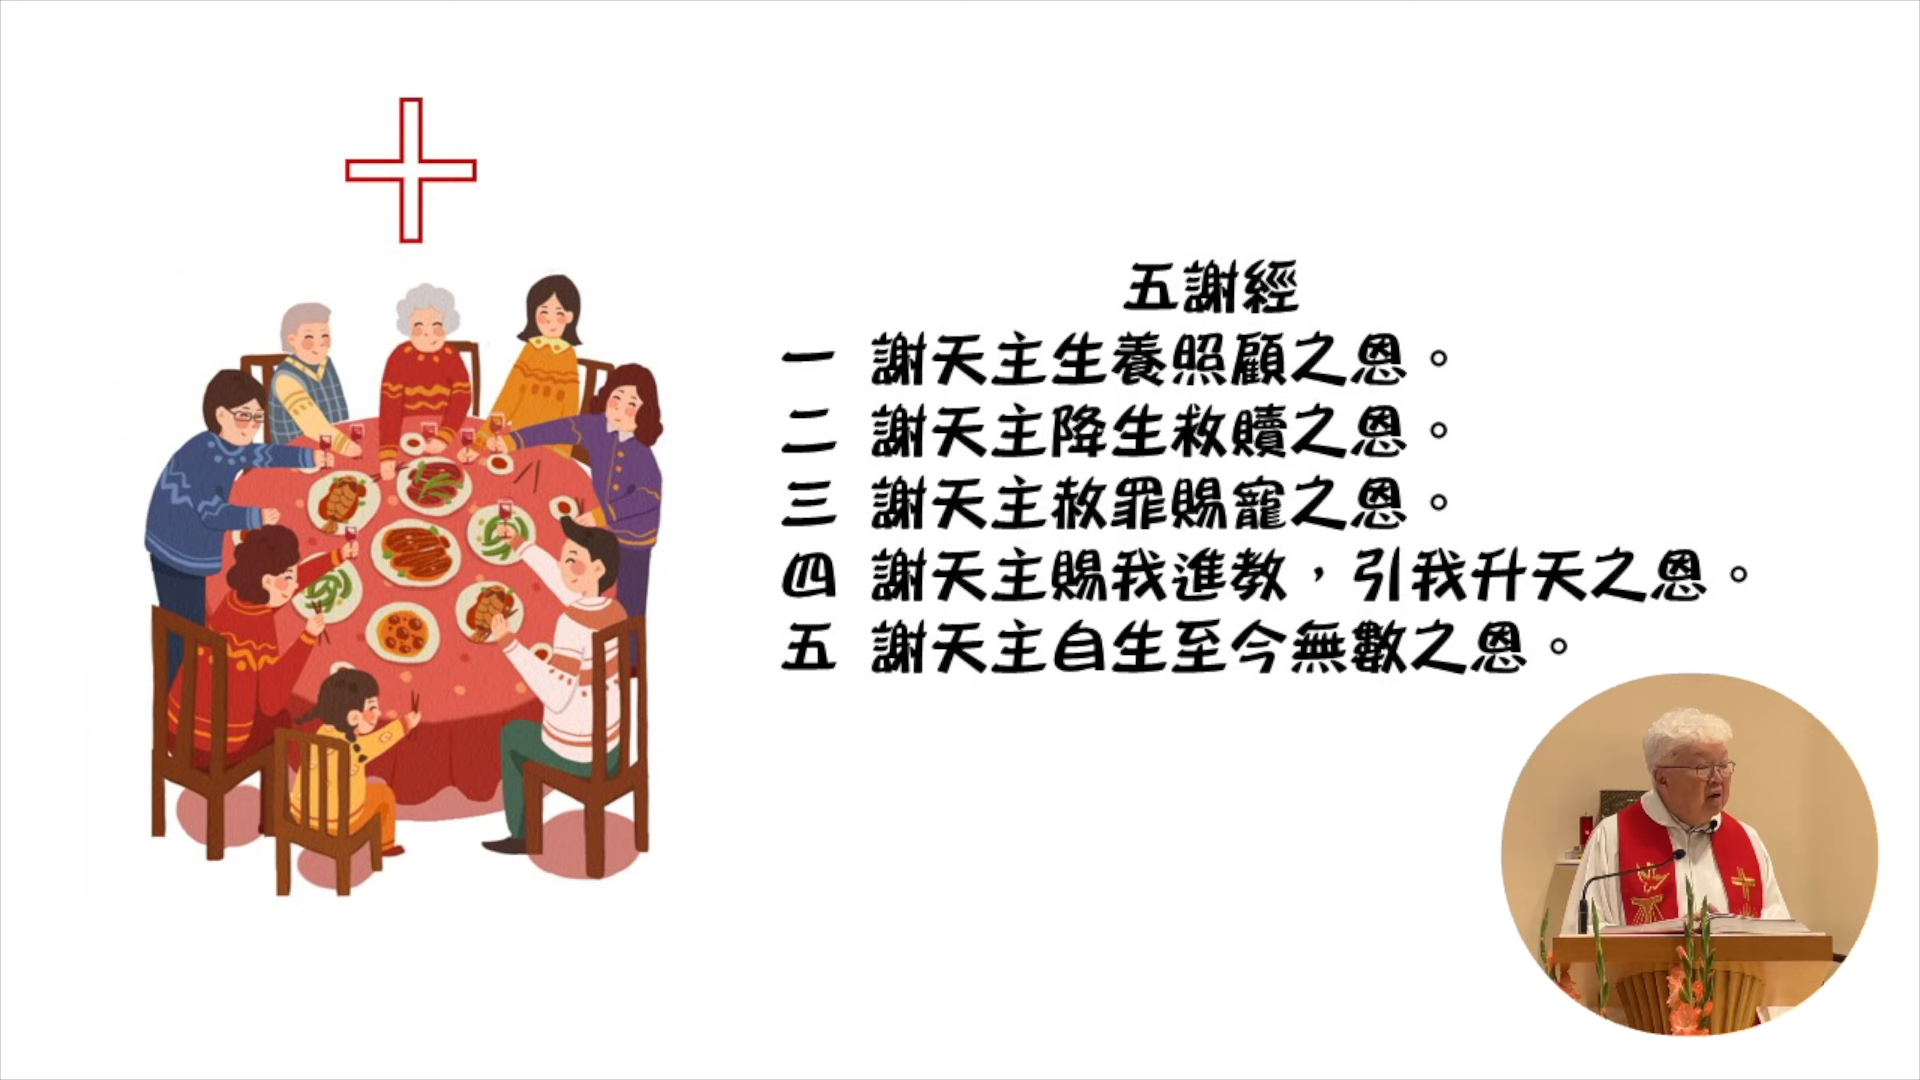 五謝經
一 謝天主生養照顧之恩。
二 謝天主降生救贖之恩。
三 謝天主赦罪賜寵之恩。
四 謝天主賜我進教，引我升天之恩。
五 謝天主自生至今無數之恩。